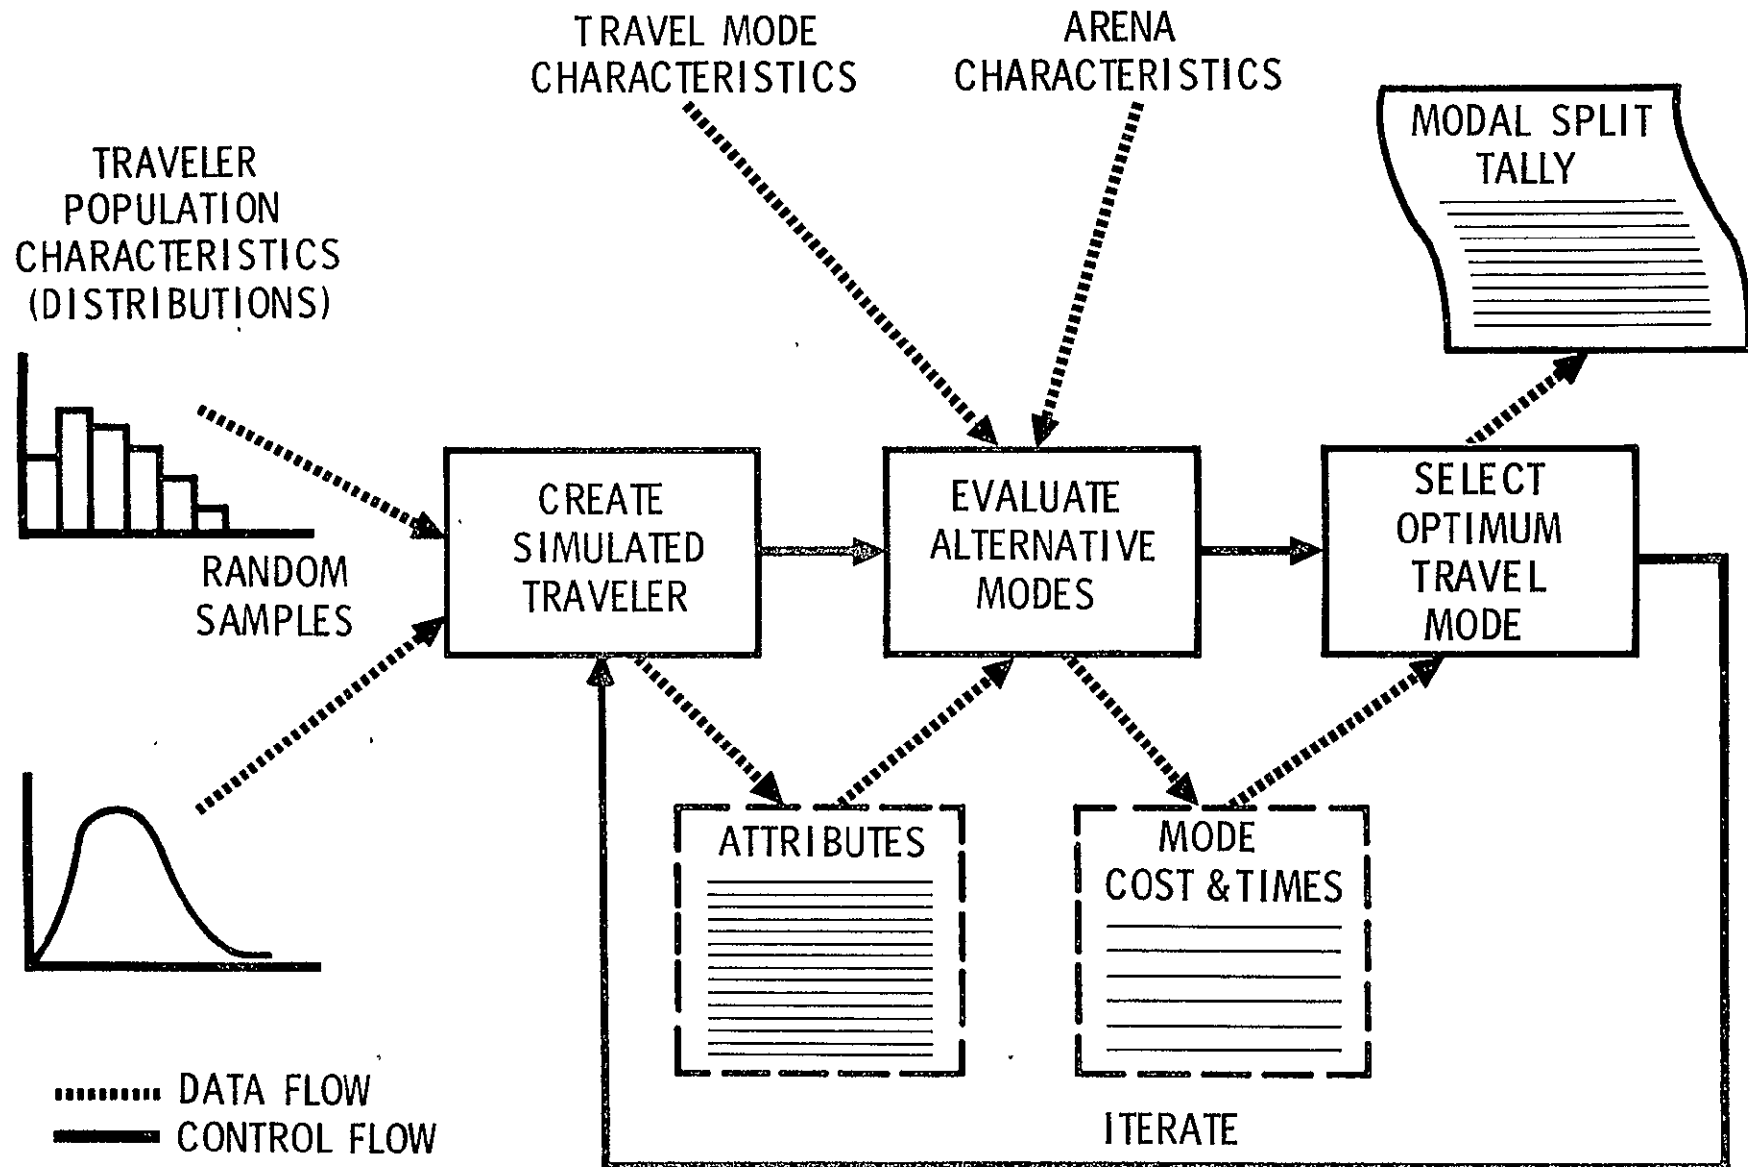 TRAVEL MODE
CHARACTERISTICS
ARENA
CHARACTERISTICS
MODAL SPLIT
TALLY
TRAVELER
POPULATION
CHARACTERISTICS
(DISTRIBUTIONS)
RANDOM
SAMPLES
CREATE
SIMULATED
TRAVELER
EVALUATE
ALTERNATIVE
MODES
SELECT
OPTIMUM
TRAVEL
MODE
ATTRIBUTES
MODE
COST & TIMES
DATA FLOW
CONTROL FLOW
ITERATE